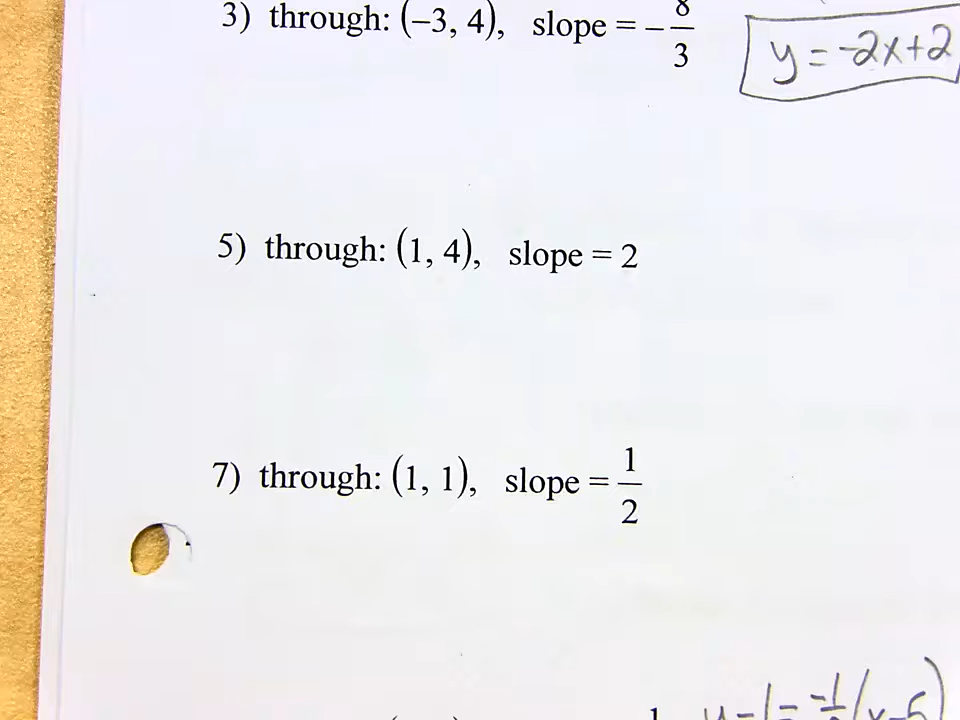 3) through: (−3, 4), slope = −8/3
y = -2x+2
5) through: (1, 4), slope = 2
7) through: (1, 1), slope = 1/2